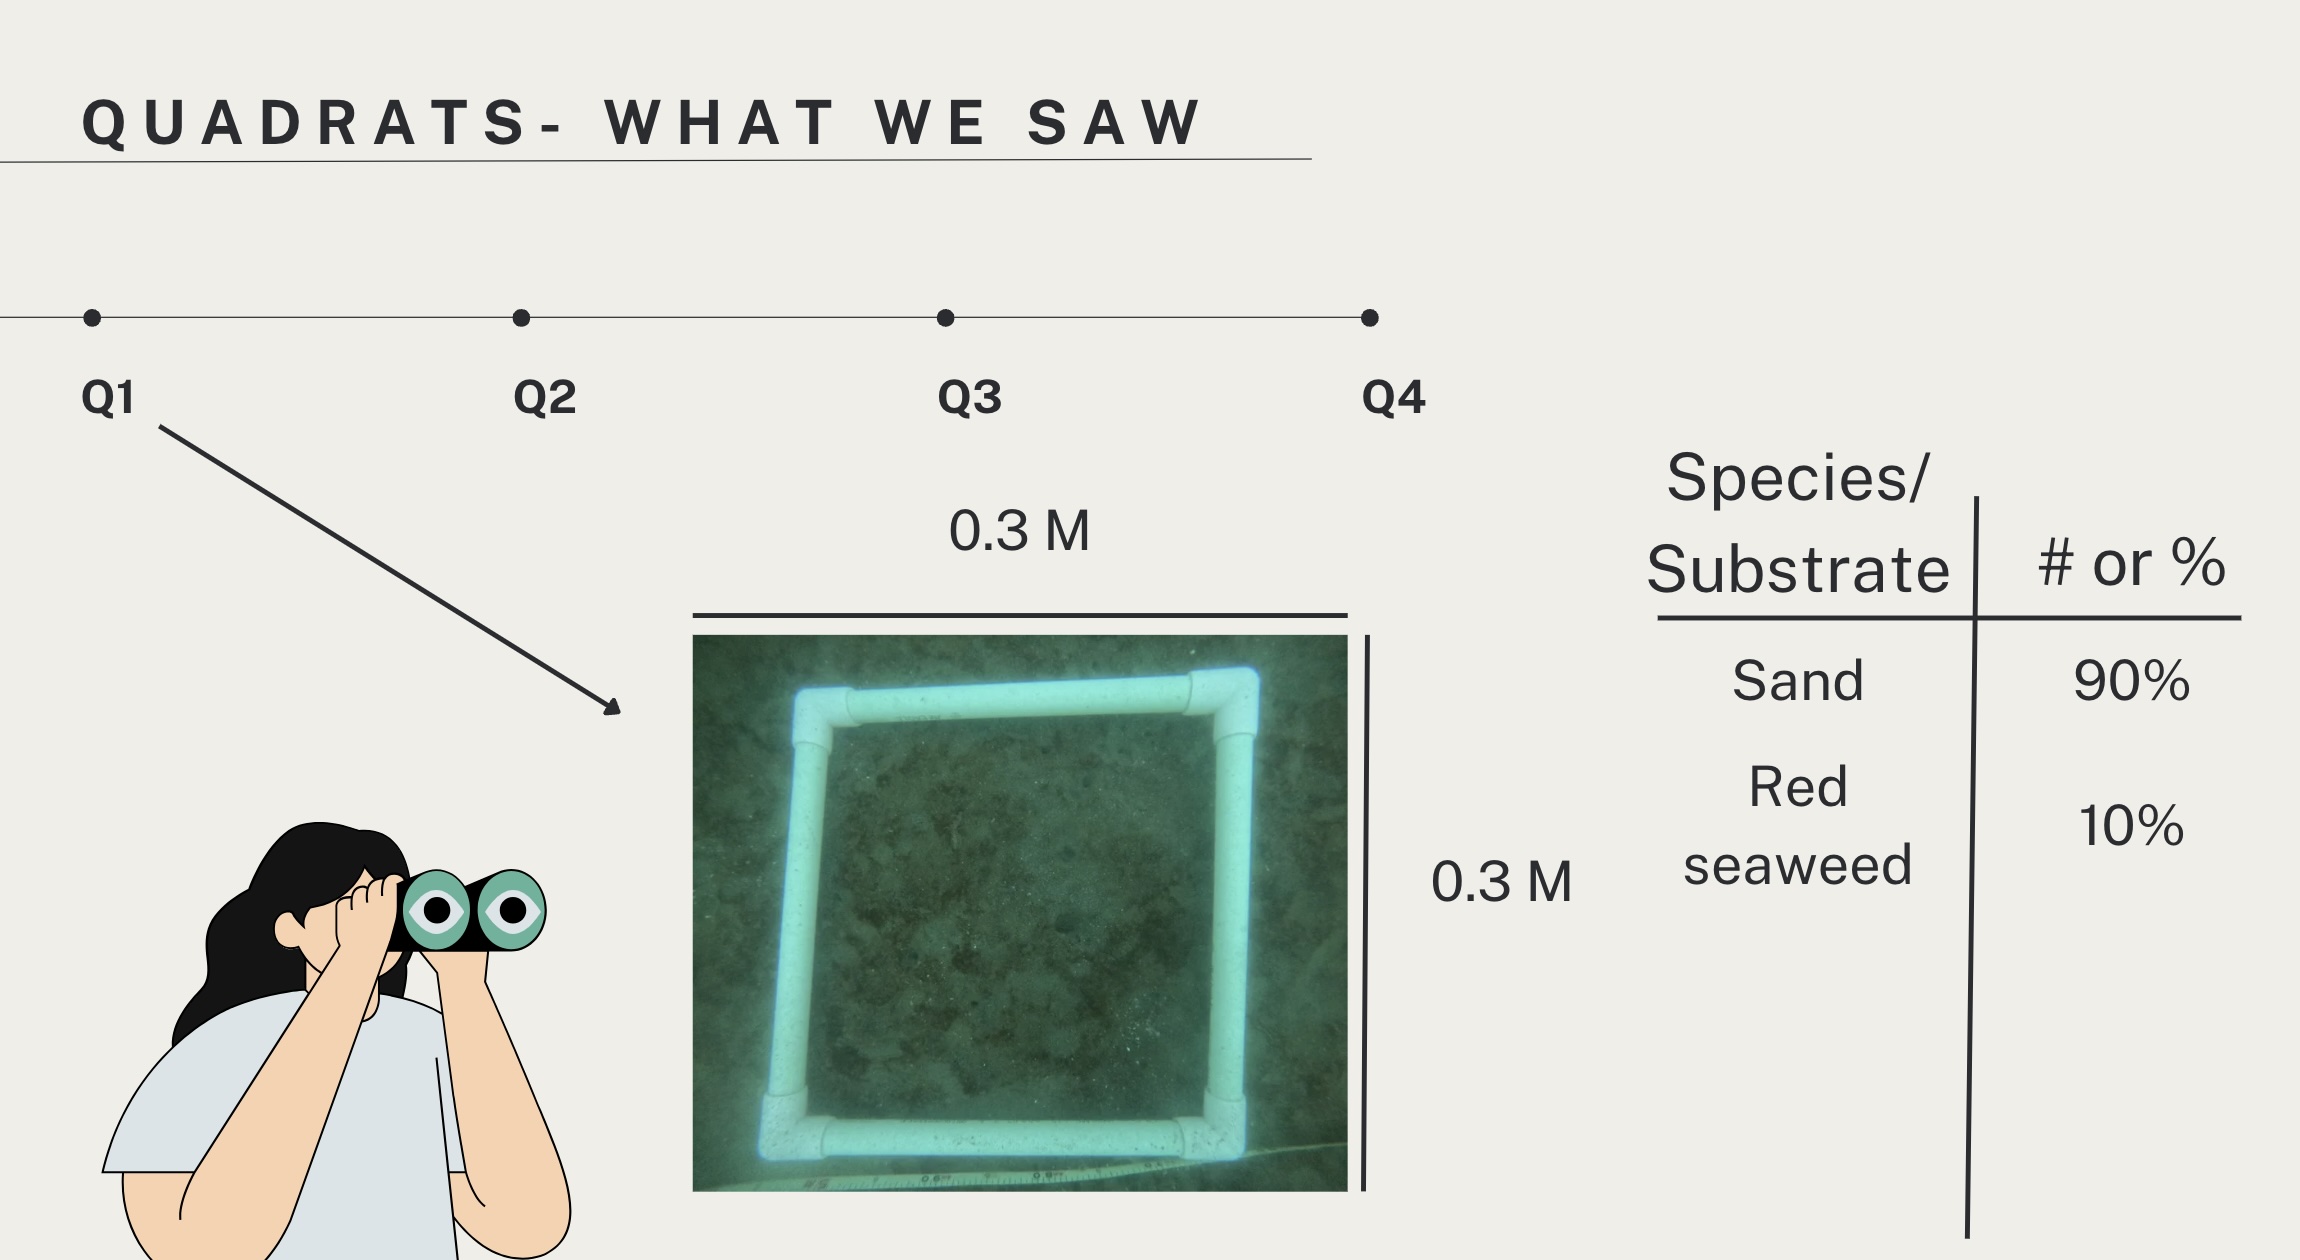 QUADRATS- WHAT WE SAW
Q1
Q2
Q3
Q4
0.3 M
0.3 M
Species/
Substrate
# or %
Sand
90%
Red
seaweed
10%